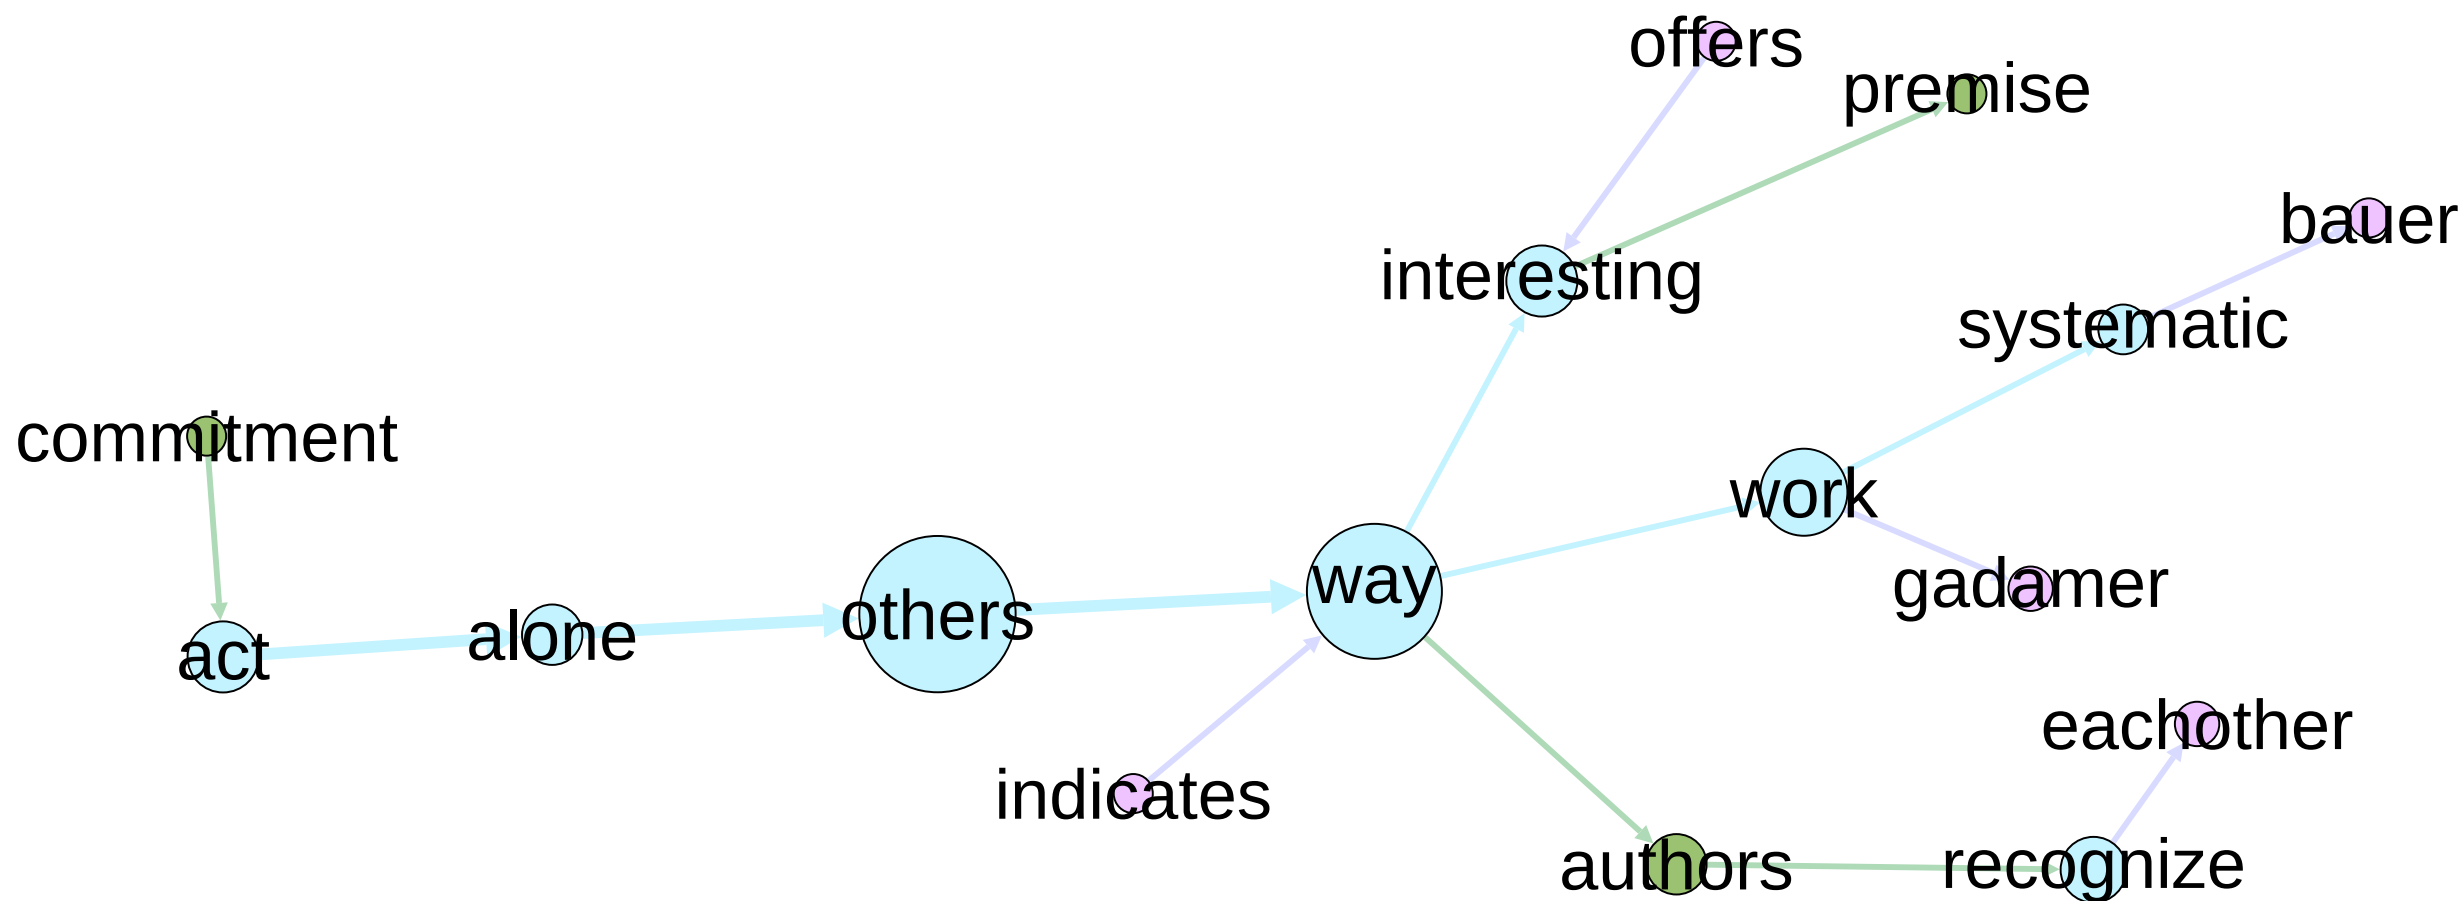 offers
premise
bauer
interesting
systematic
commitment
work
way
gadamer
others
alone
act
eachother
indicates
authors
recognize